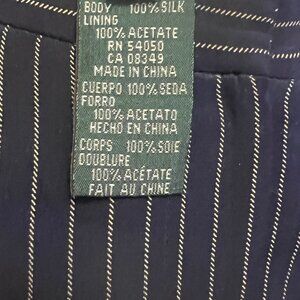 BODY 100% SILK
LINING
100% ACETATE
RN 54050
CA 08349
MADE IN CHINA
CUERPO 100% SEDA
FORRO
100% ACETATO
HECHO EN CHINA
CORPS 100% SOIE
DOUBLURE
100% ACÉTATE
FAIT AU CHINE